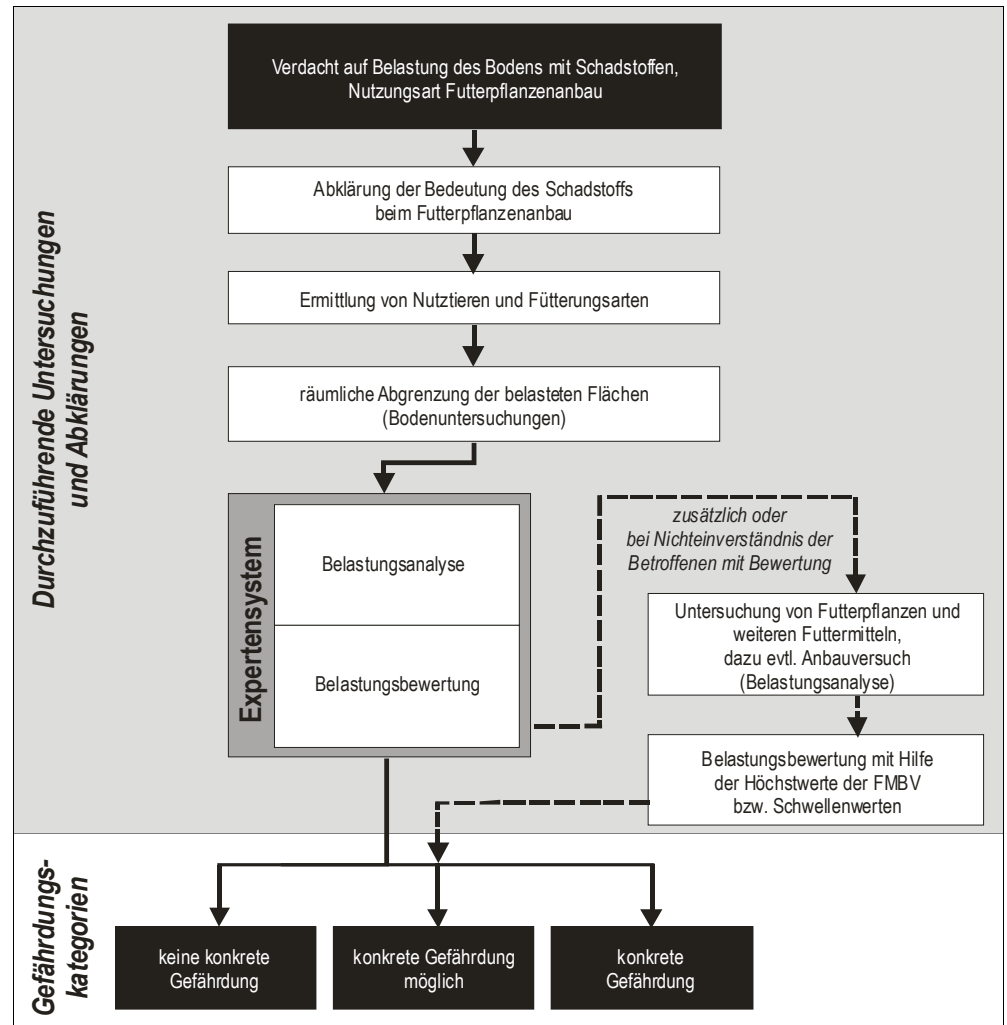 Verdacht auf Belastung des Bodens mit Schadstoffen,
Nutzungsart Futterpflanzenanbau
Abklärung der Bedeutung des Schadstoffs
beim Futterpflanzenanbau
Ermittlung von Nutztieren und Fütterungsarten
räumliche Abgrenzung der belasteten Flächen
(Bodenuntersuchungen)
Durchzuführende Untersuchungen
und Abklärungen
Expertensystem
Belastungsanalyse
Belastungsbewertung
zusätzlich oder
bei Nichteinverständnis der
Betroffenen mit Bewertung
Untersuchung von Futterpflanzen und
weiteren Futtermitteln,
dazu evtl. Anbauversuch
(Belastungsanalyse)
Belastungsbewertung mit Hilfe
der Höchstwerte der FMBV
bzw. Schwellenwerten
Gefährdungs-
kategorien
keine konkrete
Gefährdung
konkrete Gefährdung
möglich
konkrete
Gefährdung